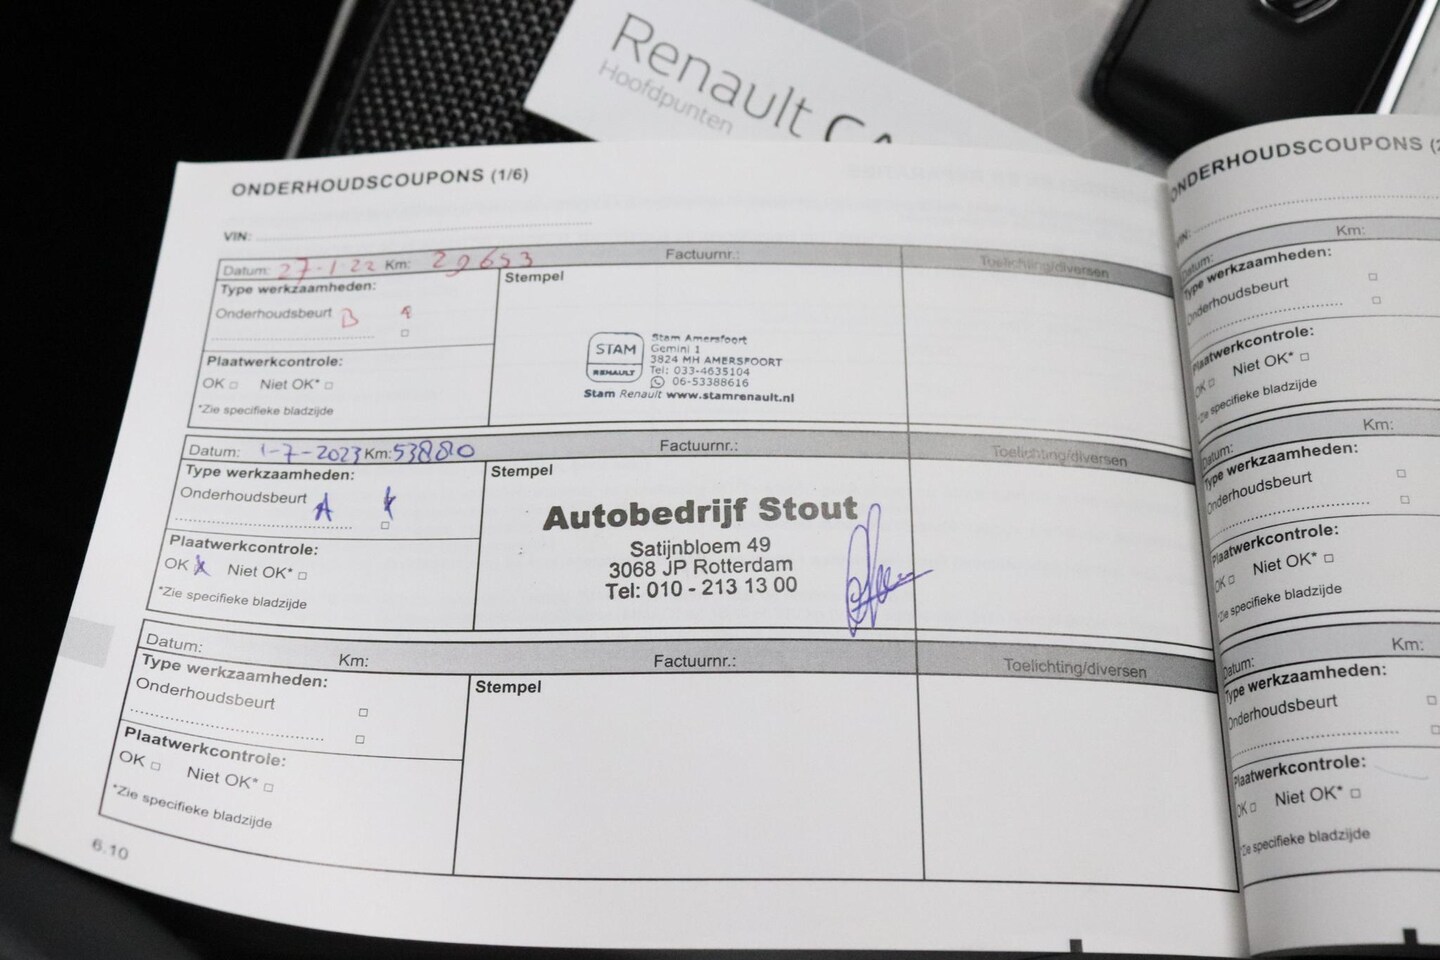 Renault CA
Hoofdpunten
ONDERHOUDSCOUPONS (1/6)
VIN:
Datum: 27-1-22 Km: 29653 Factuurnr.: Toelichting/diversen
Type werkzaamheden:
Onderhoudsbeurt B
Plaatwerkcontrole:
OK Niet OK*
*Zie specifieke bladzijde
Stempel
STAM
RENAULT
Stam Amersfoort
Gemini 1
3824 MH AMERSFOORT
Tel: 033-4635104
06-53388616
Stam Renault www.stamrenault.nl
Datum: 1-7-2023 Km: 538810 Factuurnr.: Toelichting/diversen
Type werkzaamheden:
Onderhoudsbeurt A x
Plaatwerkcontrole:
OK x Niet OK*
*Zie specifieke bladzijde
Stempel
Autobedrijf Stout
Satijnbloem 49
3068 JP Rotterdam
Tel: 010 - 213 13 00
Datum: Km: Factuurnr.: Toelichting/diversen
Type werkzaamheden:
Onderhoudsbeurt
Plaatwerkcontrole:
OK Niet OK*
*Zie specifieke bladzijde
Stempel
6.10
ONDERHOUDSCOUPONS (2
VIN:
Datum: Km:
Type werkzaamheden:
Onderhoudsbeurt
Plaatwerkcontrole:
OK Niet OK*
*Zie specifieke bladzijde
Datum: Km:
Type werkzaamheden:
Onderhoudsbeurt
Plaatwerkcontrole:
OK Niet OK*
*Zie specifieke bladzijde
Datum: Km:
Type werkzaamheden:
Onderhoudsbeurt
Plaatwerkcontrole:
OK Niet OK*
*Zie specifieke bladzijde